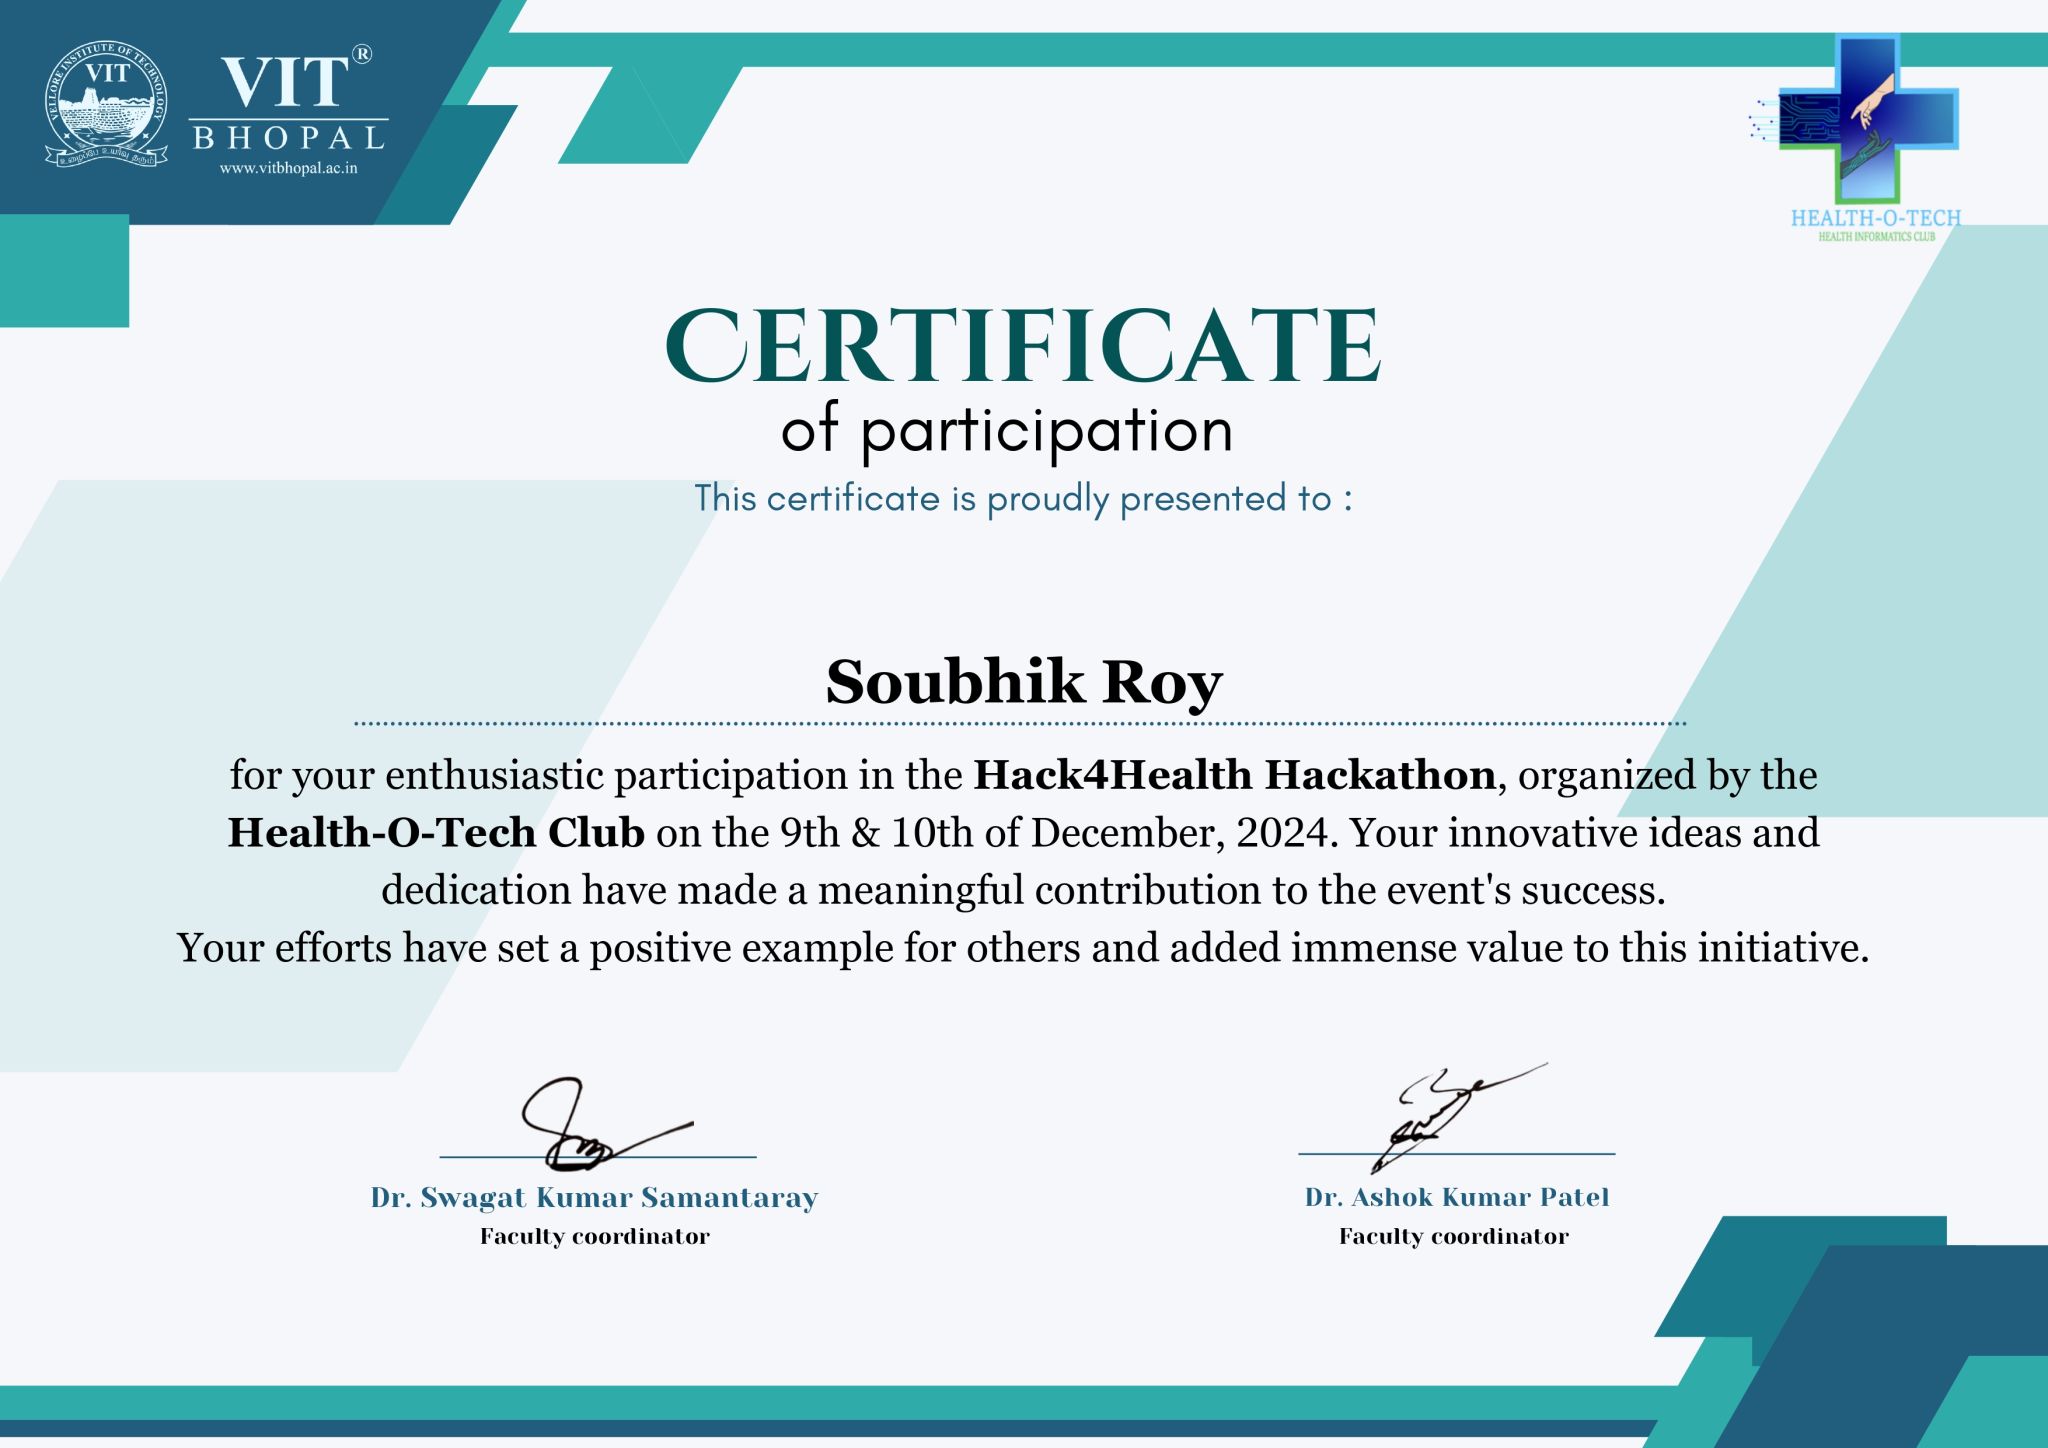 VELLORE INSTITUTE OF TECHNOLOGY
VIT
VIT®
BHOPAL
www.vitbhopal.ac.in
HEALTH-O-TECH
HEALTH INFORMATICS CLUB
CERTIFICATE
of participation
This certificate is proudly presented to :
Soubhik Roy
for your enthusiastic participation in the Hack4Health Hackathon, organized by the
Health-O-Tech Club on the 9th & 10th of December, 2024. Your innovative ideas and
dedication have made a meaningful contribution to the event's success.
Your efforts have set a positive example for others and added immense value to this initiative.
Dr. Swagat Kumar Samantaray
Faculty coordinator
Dr. Ashok Kumar Patel
Faculty coordinator